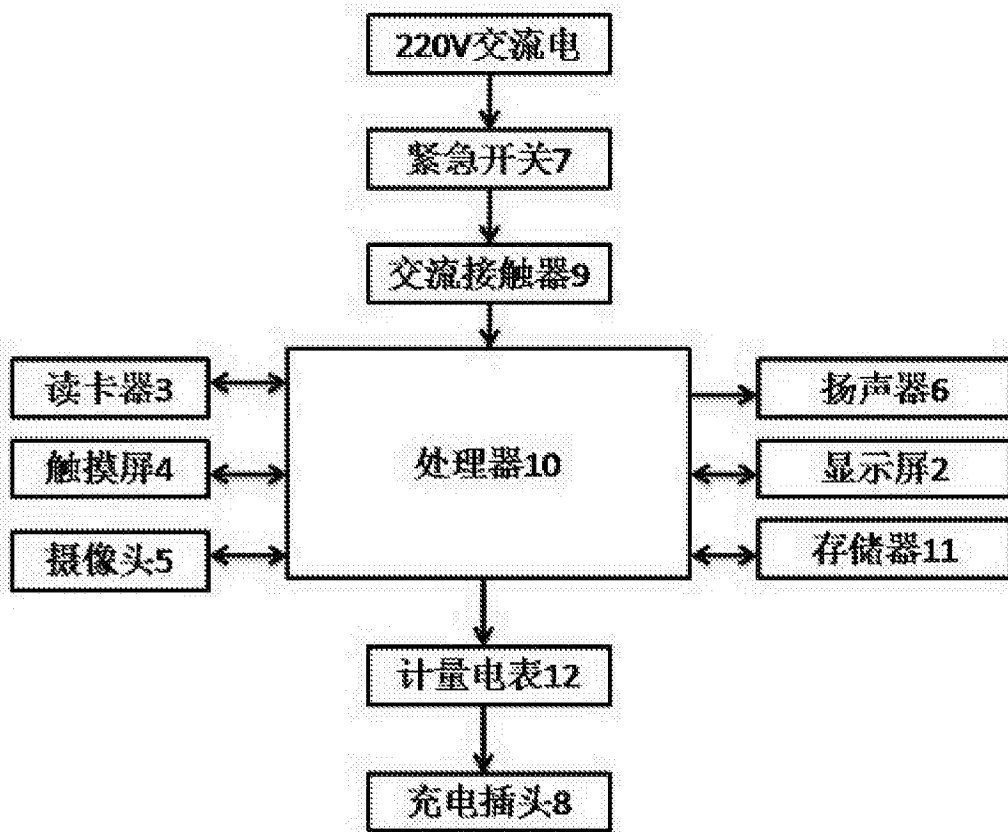 220V交流电
紧急开关7
交流接触器9
读卡器3
扬声器6
触摸屏4
处理器10
显示屏2
摄像头5
存储器11
计量电表12
充电插头8